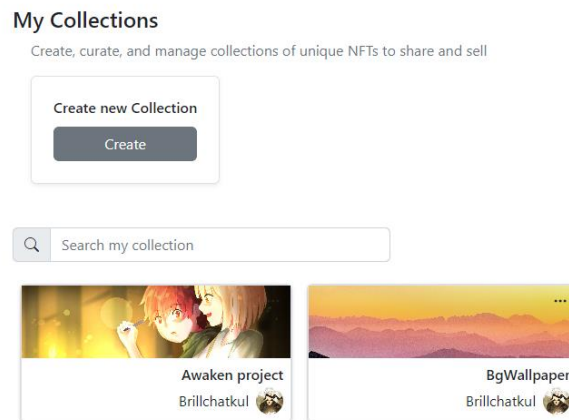 My Collections
Create, curate, and manage collections of unique NFTs to share and sell
Create new Collection
Create
Search my collection
Awaken project
Brillchatkul
BgWallpaper
Brillchatkul